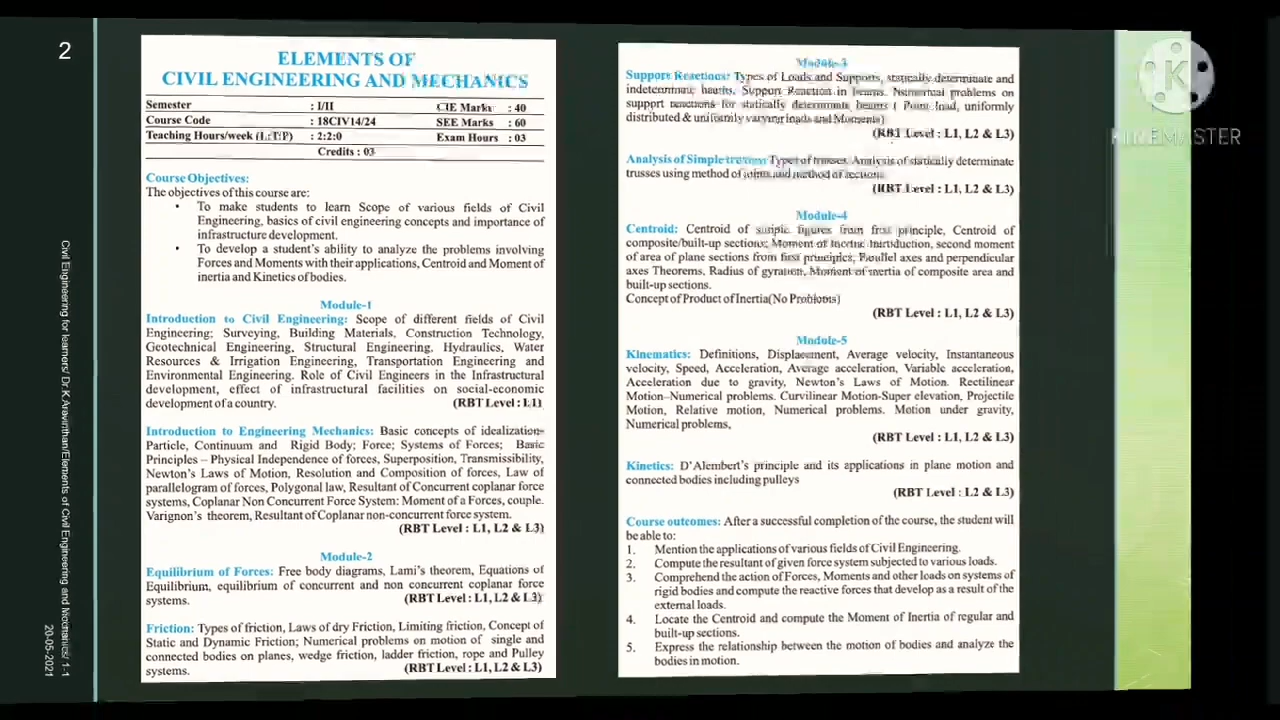 2
ELEMENTS OF
CIVIL ENGINEERING AND MECHANICS
Semester : I/II CIE Marks : 40
Course Code : 18CIV14/24 SEE Marks : 60
Teaching Hours/week (L:T:P) : 2:2:0 Exam Hours : 03
Credits : 03
Course Objectives:
The objectives of this course are:
• To make students to learn Scope of various fields of Civil
Engineering, basics of civil engineering concepts and importance of
infrastructure development.
• To develop a student's ability to analyze the problems involving
Forces and Moments with their applications, Centroid and Moment of
inertia and Kinetics of bodies.
Module-1
Introduction to Civil Engineering: Scope of different fields of Civil
Engineering; Surveying, Building Materials, Construction Technology,
Geotechnical Engineering, Structural Engineering, Hydraulics, Water
Resources & Irrigation Engineering, Transportation Engineering and
Environmental Engineering. Role of Civil Engineers in the Infrastructural
development, effect of infrastructural facilities on social-economic
development of a country. (RBT Level : L1)
Introduction to Engineering Mechanics: Basic concepts of idealization-
Particle, Continuum and Rigid Body; Force; Systems of Forces; Basic
Principles – Physical Independence of forces, Superposition, Transmissibility,
Newton's Laws of Motion, Resolution and Composition of forces, Law of
parallelogram of forces, Polygonal law, Resultant of Concurrent coplanar force
systems, Coplanar Non Concurrent Force System: Moment of a Forces, couple.
Varignon's theorem, Resultant of Coplanar non-concurrent force system.
(RBT Level : L1, L2 & L3)
Module-2
Equilibrium of Forces: Free body diagrams, Lami's theorem, Equations of
Equilibrium, equilibrium of concurrent and non concurrent coplanar force
systems. (RBT Level : L1, L2 & L3)
Friction: Types of friction, Laws of dry Friction, Limiting friction, Concept of
Static and Dynamic Friction; Numerical problems on motion of single and
connected bodies on planes, wedge friction, ladder friction, rope and Pulley
systems. (RBT Level : L1, L2 & L3)
Module-3
Support Reactions: Types of Loads and Supports, statically determinate and
indeterminate beams. Support Reaction in beams. Numerical problems on
support reactions for statically determinate beams ( Point load, uniformly
distributed & uniformly varying loads and Moments)
(RBT Level : L1, L2 & L3)
Analysis of Simple trusses: Types of trusses, Analysis of statically determinate
trusses using method of joints and method of sections
(RBT Level : L1, L2 & L3)
Module-4
Centroid: Centroid of simple figures from first principle, Centroid of
composite/built-up sections; Moment of Inertia: Introduction, second moment
of area of plane sections from first principles, Parallel axes and perpendicular
axes Theorems, Radius of gyration, Moment of inertia of composite area and
built-up sections.
Concept of Product of Inertia(No Problems)
(RBT Level : L1, L2 & L3)
Module-5
Kinematics: Definitions, Displacement, Average velocity, Instantaneous
velocity, Speed, Acceleration, Average acceleration, Variable acceleration,
Acceleration due to gravity, Newton's Laws of Motion. Rectilinear
Motion–Numerical problems. Curvilinear Motion-Super elevation, Projectile
Motion, Relative motion, Numerical problems. Motion under gravity,
Numerical problems,
(RBT Level : L1, L2 & L3)
Kinetics: D'Alembert's principle and its applications in plane motion and
connected bodies including pulleys
(RBT Level : L2 & L3)
Course outcomes: After a successful completion of the course, the student will
be able to:
1. Mention the applications of various fields of Civil Engineering.
2. Compute the resultant of given force system subjected to various loads.
3. Comprehend the action of Forces, Moments and other loads on systems of
rigid bodies and compute the reactive forces that develop as a result of the
external loads.
4. Locate the Centroid and compute the Moment of Inertia of regular and
built-up sections.
5. Express the relationship between the motion of bodies and analyze the
bodies in motion.
K
KINEMASTER
Civil Engineering for learners/ Dr.K.Aravinthan/Elements of Civil Engineering and Mechanics/ 1-1
20-05-2021